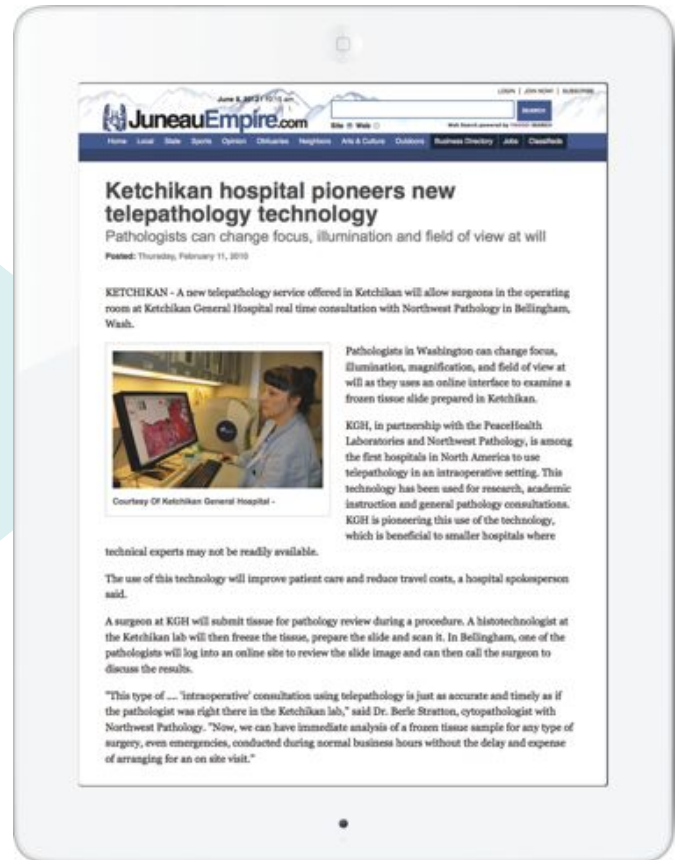 LOGIN | JOIN NOW! | SUBSCRIBE
June 8, 2012 | 10:15 am
JuneauEmpire.com
SEARCH
Site Web
Web Search powered by YAHOO! SEARCH
Home Local State Sports Opinion Obituaries Neighbors Arts & Culture Outdoors Business Directory Jobs Classifieds
Ketchikan hospital pioneers new
telepathology technology
Pathologists can change focus, illumination and field of view at will
Posted: Thursday, February 11, 2010
KETCHIKAN - A new telepathology service offered in Ketchikan will allow surgeons in the operating
room at Ketchikan General Hospital real time consultation with Northwest Pathology in Bellingham,
Wash.
Pathologists in Washington can change focus,
illumination, magnification, and field of view at
will as they uses an online interface to examine a
frozen tissue slide prepared in Ketchikan.
KGH, in partnership with the PeaceHealth
Laboratories and Northwest Pathology, is among
the first hospitals in North America to use
telepathology in an intraoperative setting. This
technology has been used for research, academic
instruction and general pathology consultations.
KGH is pioneering this use of the technology,
which is beneficial to smaller hospitals where
Courtesy Of Ketchikan General Hospital -
technical experts may not be readily available.
The use of this technology will improve patient care and reduce travel costs, a hospital spokesperson
said.
A surgeon at KGH will submit tissue for pathology review during a procedure. A histotechnologist at
the Ketchikan lab will then freeze the tissue, prepare the slide and scan it. In Bellingham, one of the
pathologists will log into an online site to review the slide image and can then call the surgeon to
discuss the results.
"This type of .... 'intraoperative' consultation using telepathology is just as accurate and timely as if
the pathologist was right there in the Ketchikan lab," said Dr. Berle Stratton, cytopathologist with
Northwest Pathology. "Now, we can have immediate analysis of a frozen tissue sample for any type of
surgery, even emergencies, conducted during normal business hours without the delay and expense
of arranging for an on site visit."